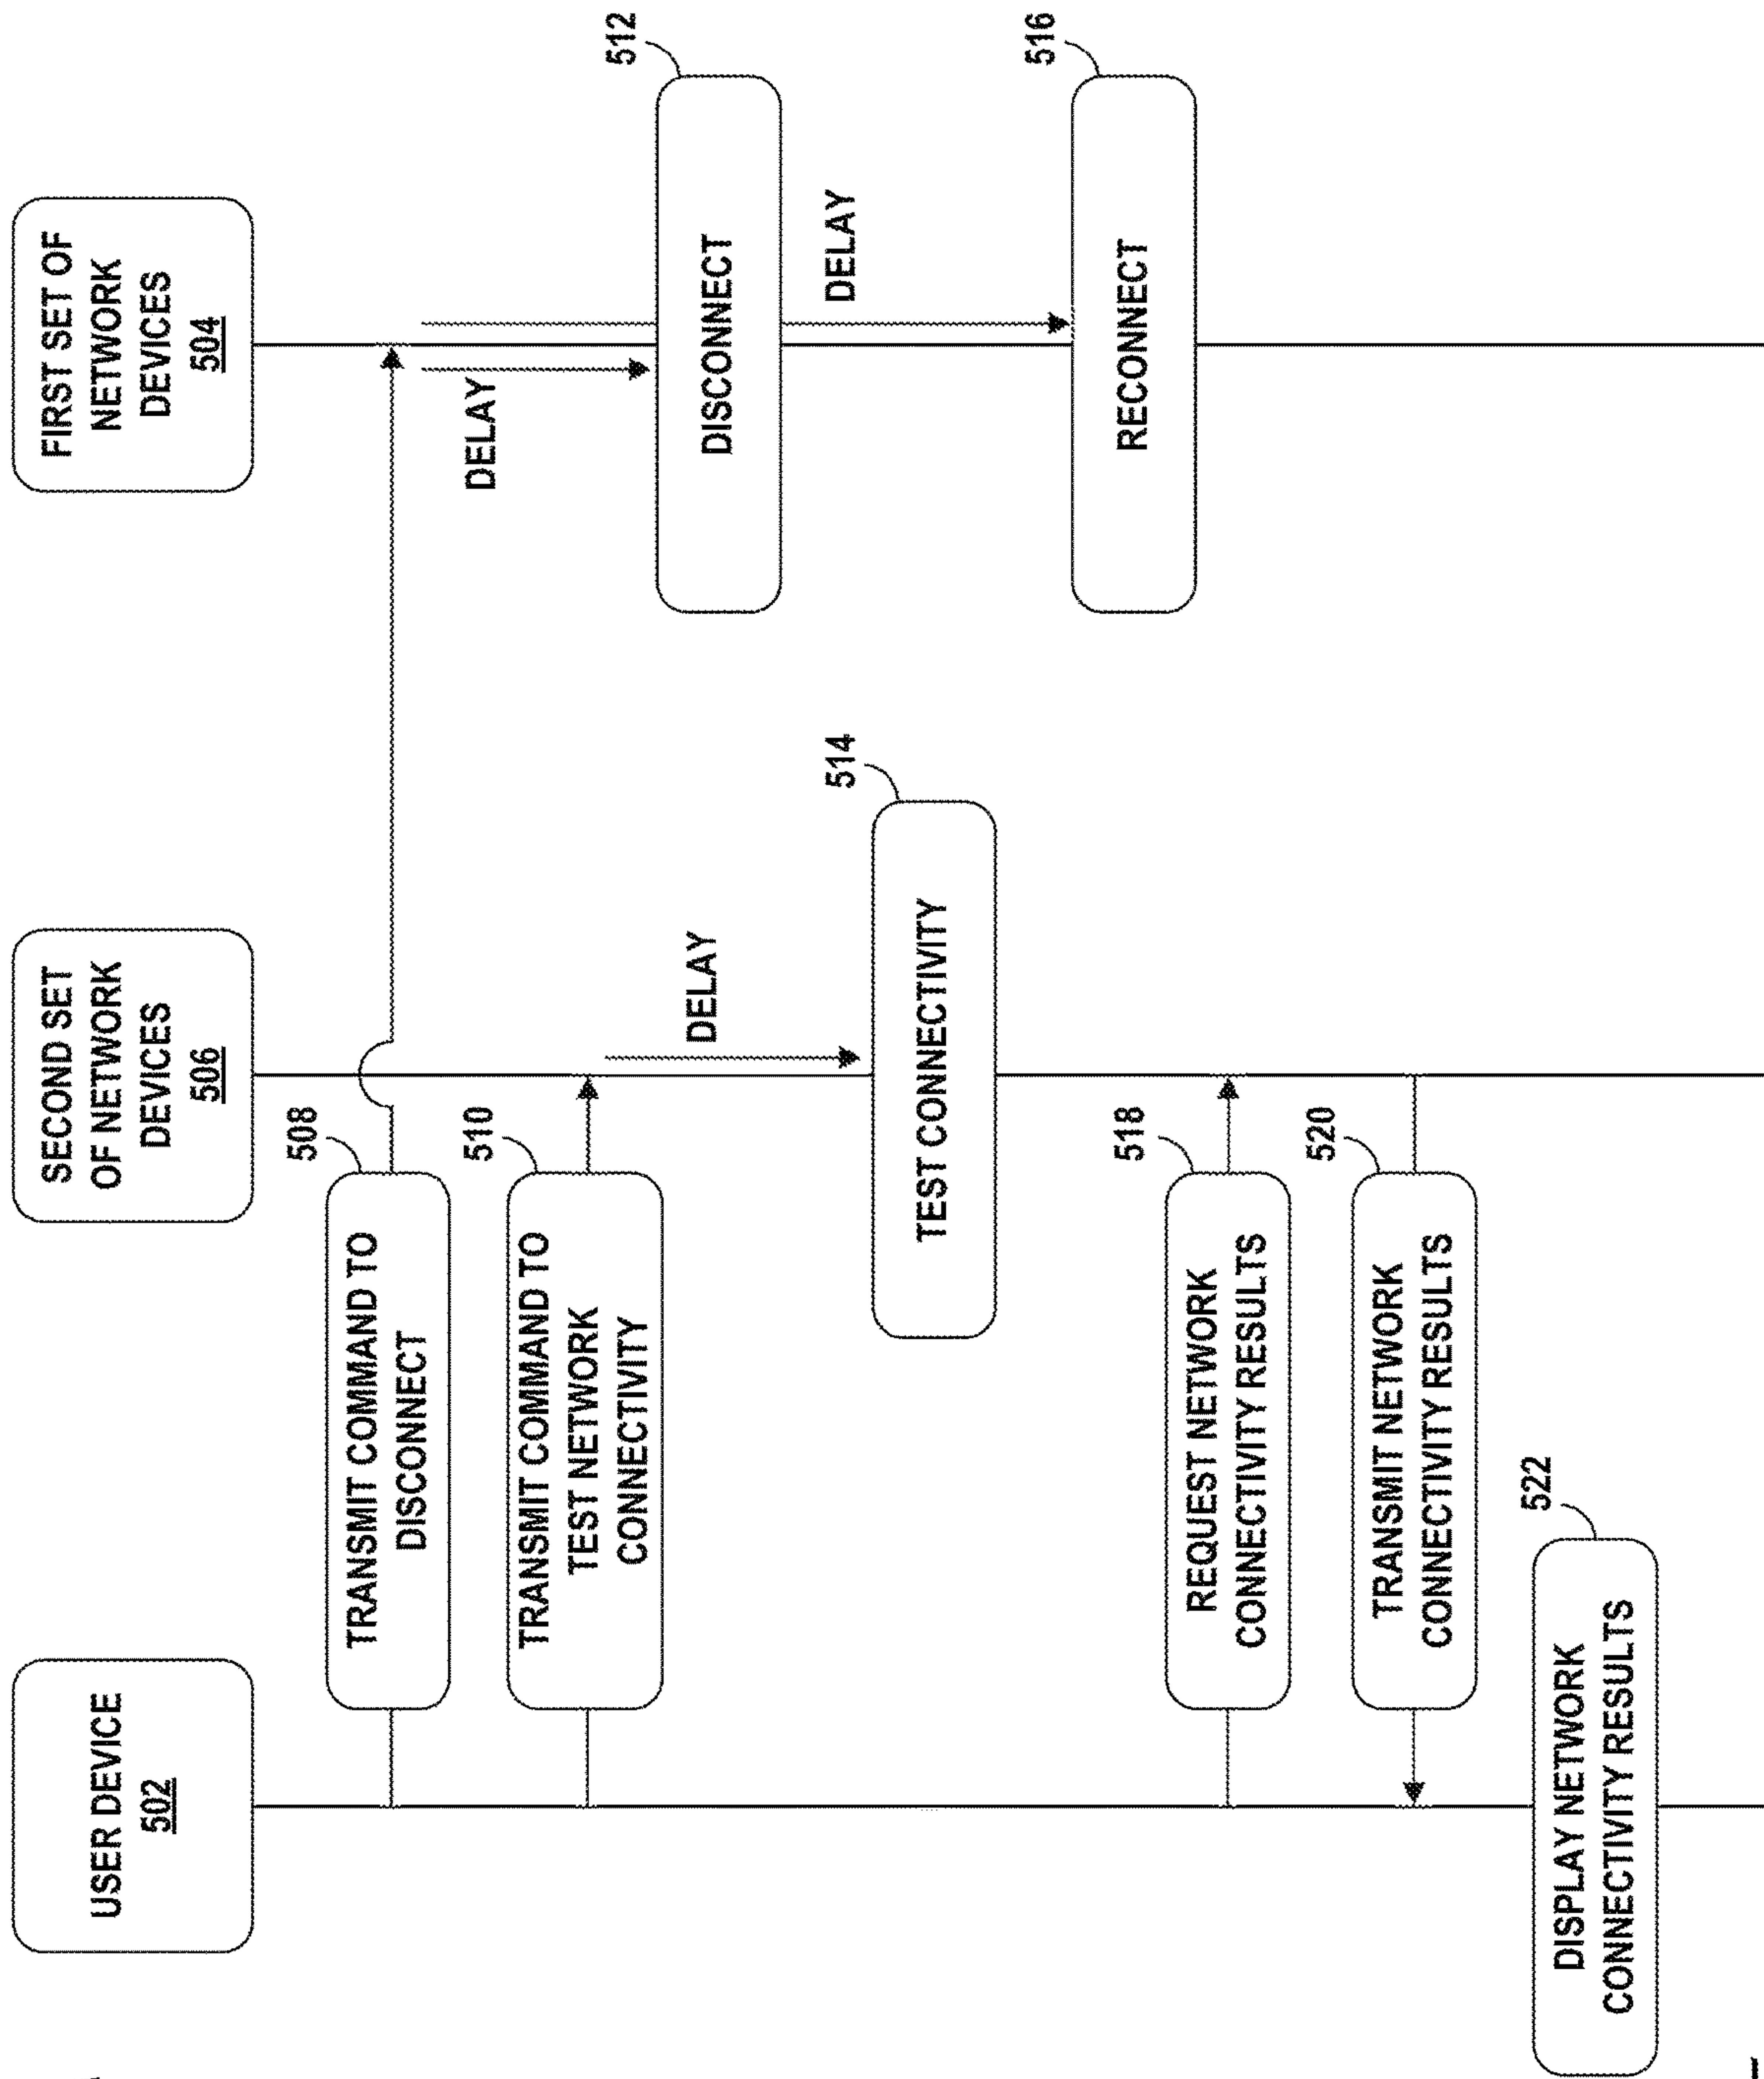 USER DEVICE
502
SECOND SET
OF NETWORK
DEVICES
506
FIRST SET OF
NETWORK
DEVICES
504
508
TRANSMIT COMMAND TO
DISCONNECT
510
TRANSMIT COMMAND TO
TEST NETWORK
CONNECTIVITY
DELAY
512
DISCONNECT
DELAY
514
TEST CONNECTIVITY
DELAY
516
RECONNECT
518
REQUEST NETWORK
CONNECTIVITY RESULTS
520
TRANSMIT NETWORK
CONNECTIVITY RESULTS
522
DISPLAY NETWORK
CONNECTIVITY RESULTS